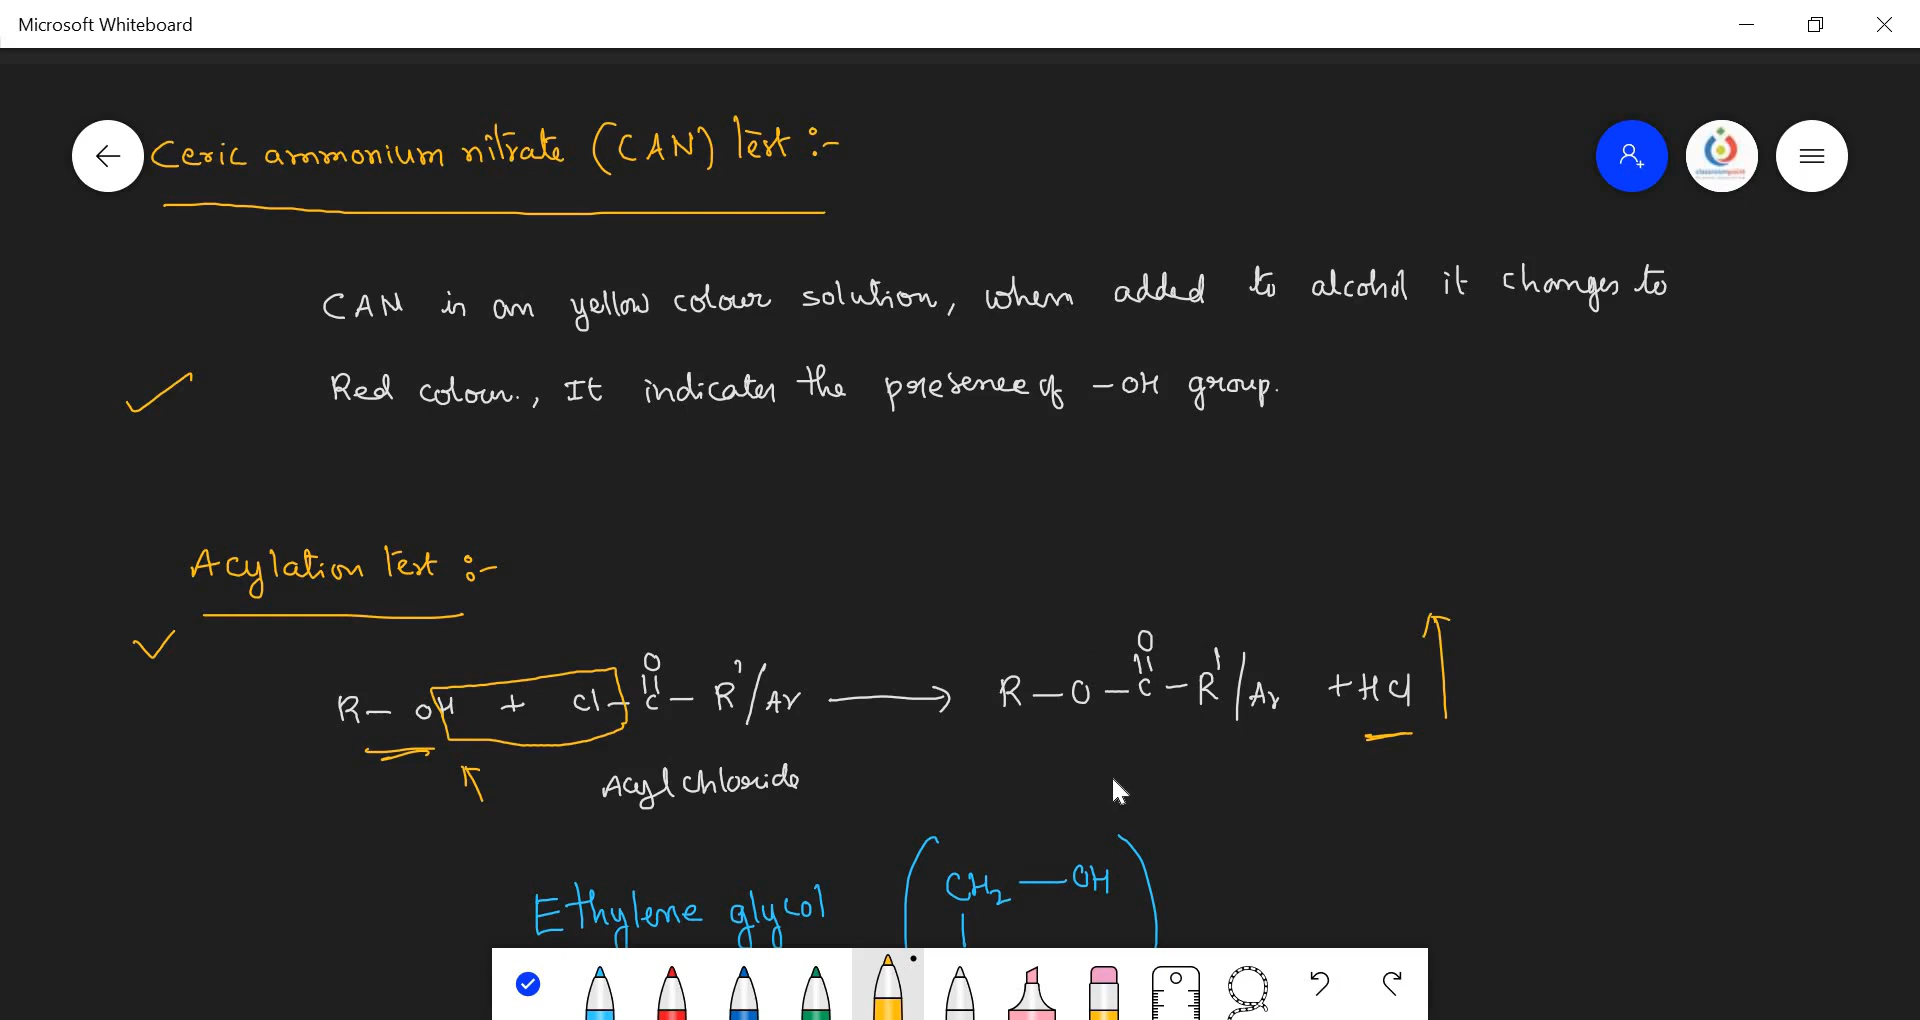 Microsoft Whiteboard
Ceric ammonium nitrate (CAN) Test :-
CAN is an yellow colour solution, when added to alcohol it changes to
Red colour., It indicates the presence of -OH group.
Acylation Test :-
O
O
R - OH + Cl - C - R'/Ar ⟶ R - O - C - R'/Ar + HCl ↑
Acyl chloride
Ethylene glycol
CH₂ — OH